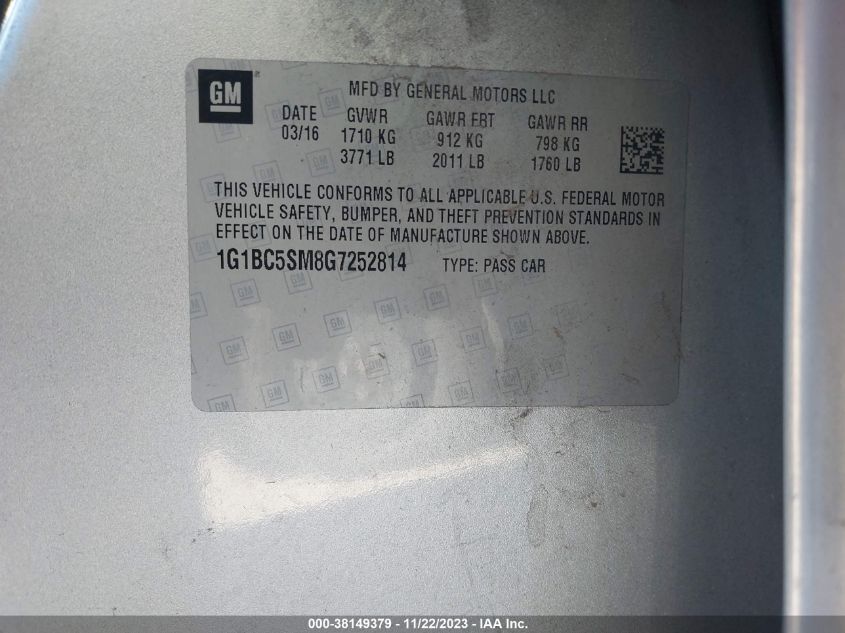 GM
MFD BY GENERAL MOTORS LLC
DATE GVWR GAWR FRT GAWR RR
03/16 1710 KG 912 KG 798 KG
3771 LB 2011 LB 1760 LB
THIS VEHICLE CONFORMS TO ALL APPLICABLE U.S. FEDERAL MOTOR
VEHICLE SAFETY, BUMPER, AND THEFT PREVENTION STANDARDS IN
EFFECT ON THE DATE OF MANUFACTURE SHOWN ABOVE.
1G1BC5SM8G7252814 TYPE: PASS CAR
000-38149379 - 11/22/2023 - IAA Inc.